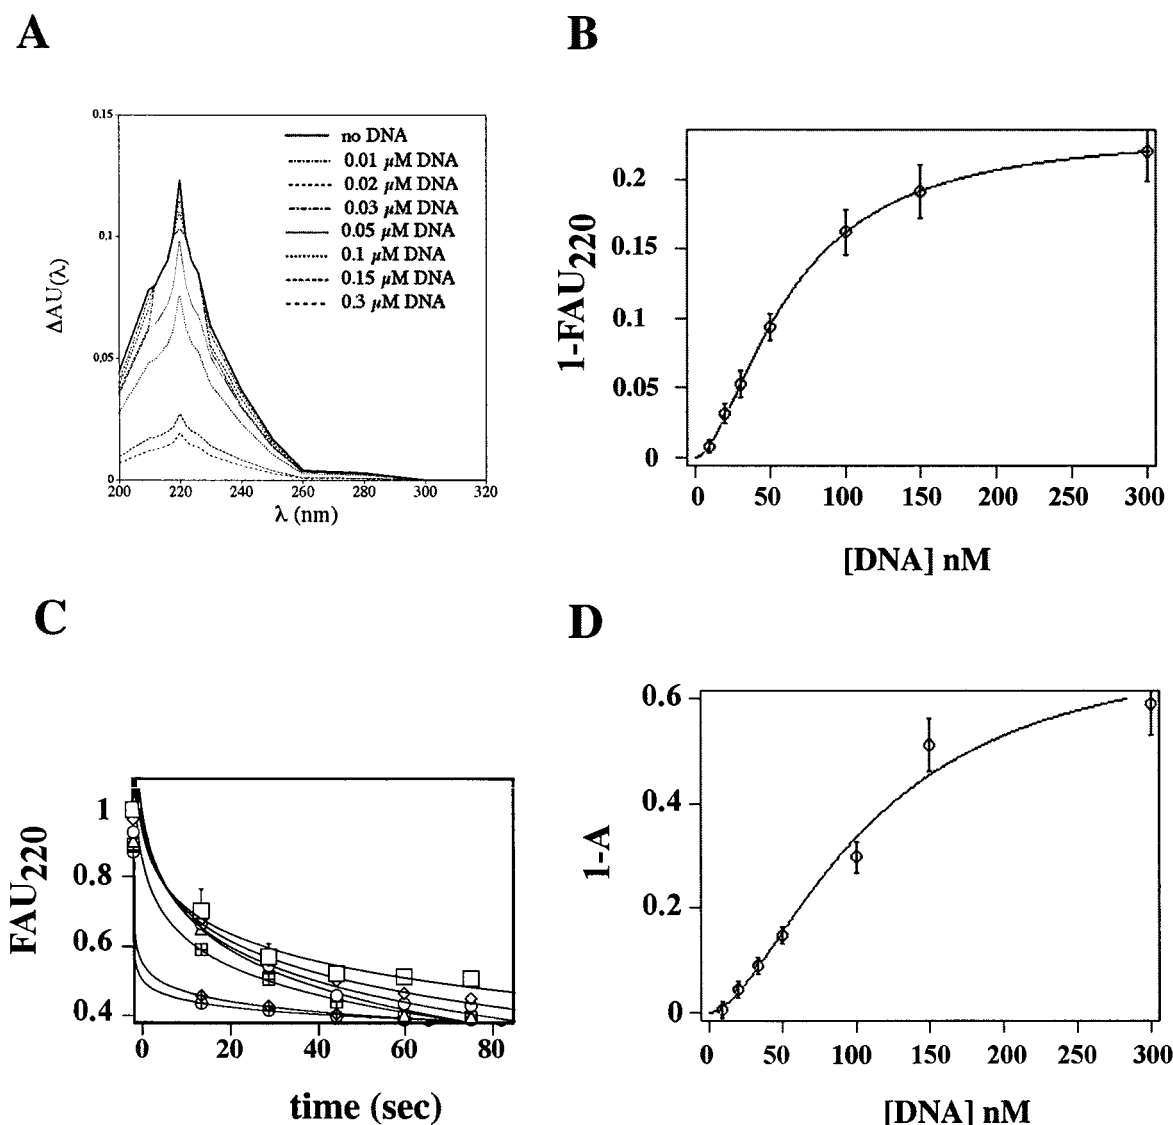 A
0.15
0.1
0.05
0
ΔAU(λ)
no DNA
0.01 μM DNA
0.02 μM DNA
0.03 μM DNA
0.05 μM DNA
0.1 μM DNA
0.15 μM DNA
0.3 μM DNA
200 220 240 260 280 300 320
λ (nm)
B
0.2
0.15
0.1
0.05
0
1-FAU220
0 50 100 150 200 250 300
[DNA] nM
C
1
0.8
0.6
0.4
FAU220
0 20 40 60 80
time (sec)
D
0.6
0.4
0.2
0
1-A
0 50 100 150 200 250 300
[DNA] nM